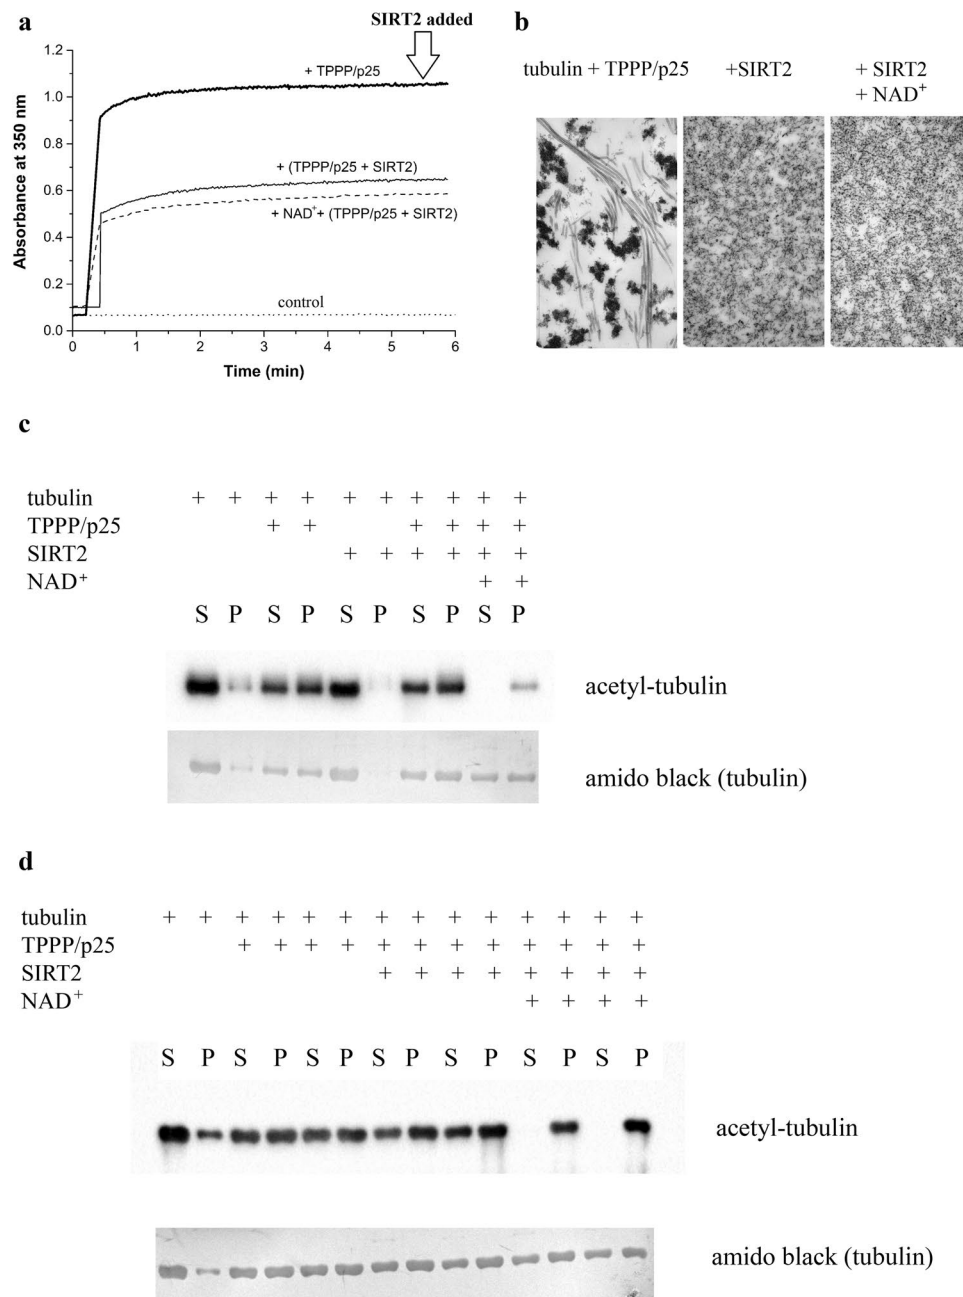 a
SIRT2 added
1.2
1.0
0.8
0.6
0.4
0.2
0.0
Absorbance at 350 nm
+ TPPP/p25
+ (TPPP/p25 + SIRT2)
+ NAD⁺+ (TPPP/p25 + SIRT2)
control
0 1 2 3 4 5 6
Time (min)
b
tubulin + TPPP/p25 +SIRT2 + SIRT2
+ NAD⁺
c
tubulin + + + + + + + + + +
TPPP/p25 + + + + + +
SIRT2 + + + + + +
NAD⁺ + +
S P S P S P S P S P
acetyl-tubulin
amido black (tubulin)
d
tubulin + + + + + + + + + + + + + +
TPPP/p25 + + + + + + + + + + + +
SIRT2 + + + + + + + +
NAD⁺ + + + +
S P S P S P S P S P S P S P
acetyl-tubulin
amido black (tubulin)